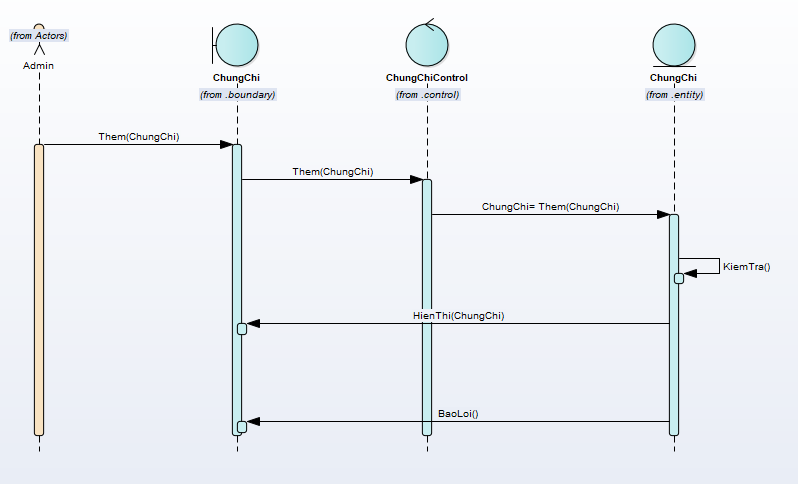 (from Actors)
Admin
ChungChi
(from .boundary)
ChungChiControl
(from .control)
ChungChi
(from .entity)
Them(ChungChi)
Them(ChungChi)
ChungChi= Them(ChungChi)
KiemTra()
HienThi(ChungChi)
BaoLoi()